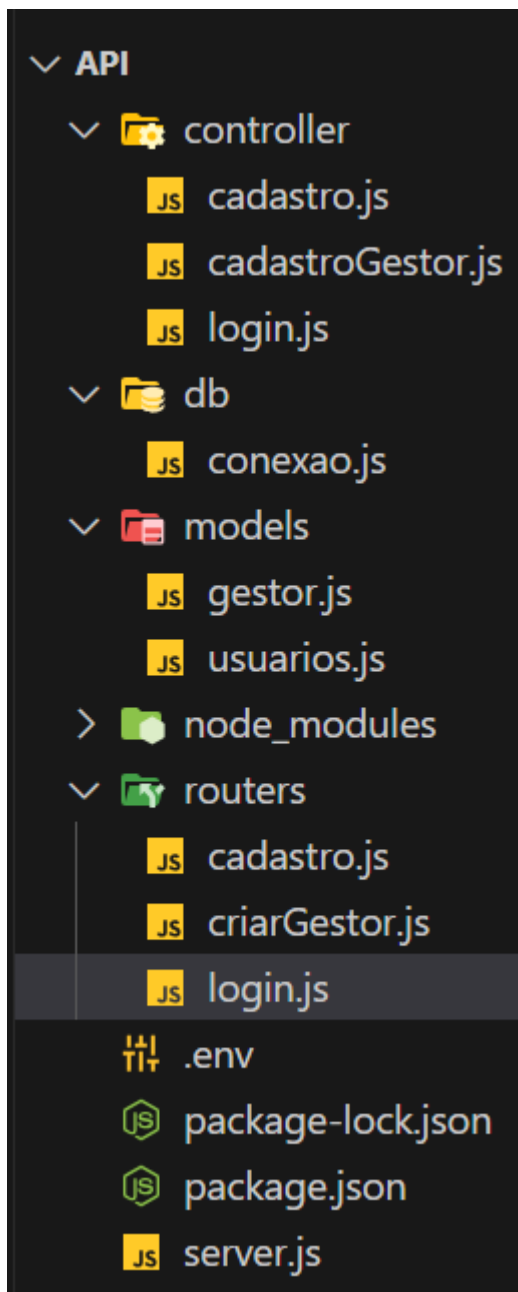 API
controller
JS cadastro.js
JS cadastroGestor.js
JS login.js
db
JS conexao.js
models
JS gestor.js
JS usuarios.js
node_modules
routers
JS cadastro.js
JS criarGestor.js
JS login.js
.env
JS package-lock.json
JS package.json
JS server.js